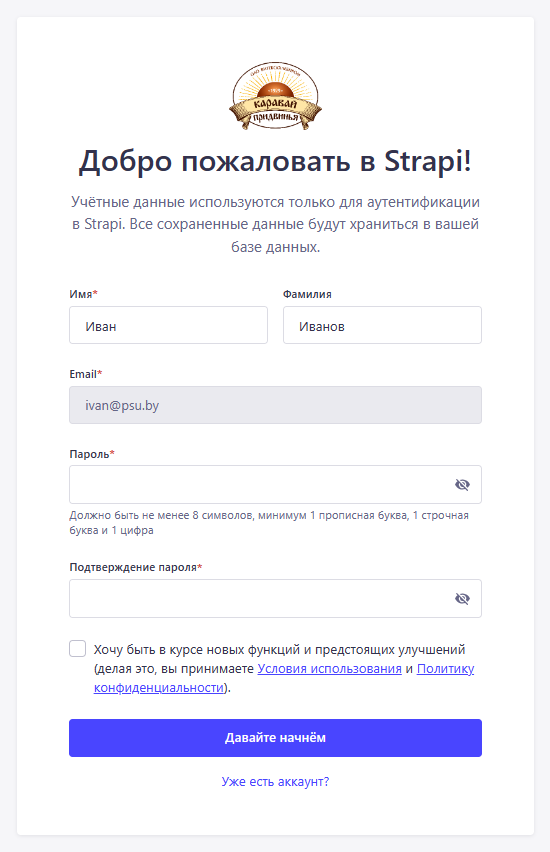 1929
КАРАВАЙ
ПРИДВИНЬЯ
Добро пожаловать в Strapi!
Учётные данные используются только для аутентификации
в Strapi. Все сохраненные данные будут храниться в вашей
базе данных.
Имя* Фамилия
Иван Иванов
Email*
ivan@psu.by
Пароль*
Должно быть не менее 8 символов, минимум 1 прописная буква, 1 строчная
буква и 1 цифра
Подтверждение пароля*
Хочу быть в курсе новых функций и предстоящих улучшений
(делая это, вы принимаете Условия использования и Политику
конфиденциальности).
Давайте начнём
Уже есть аккаунт?